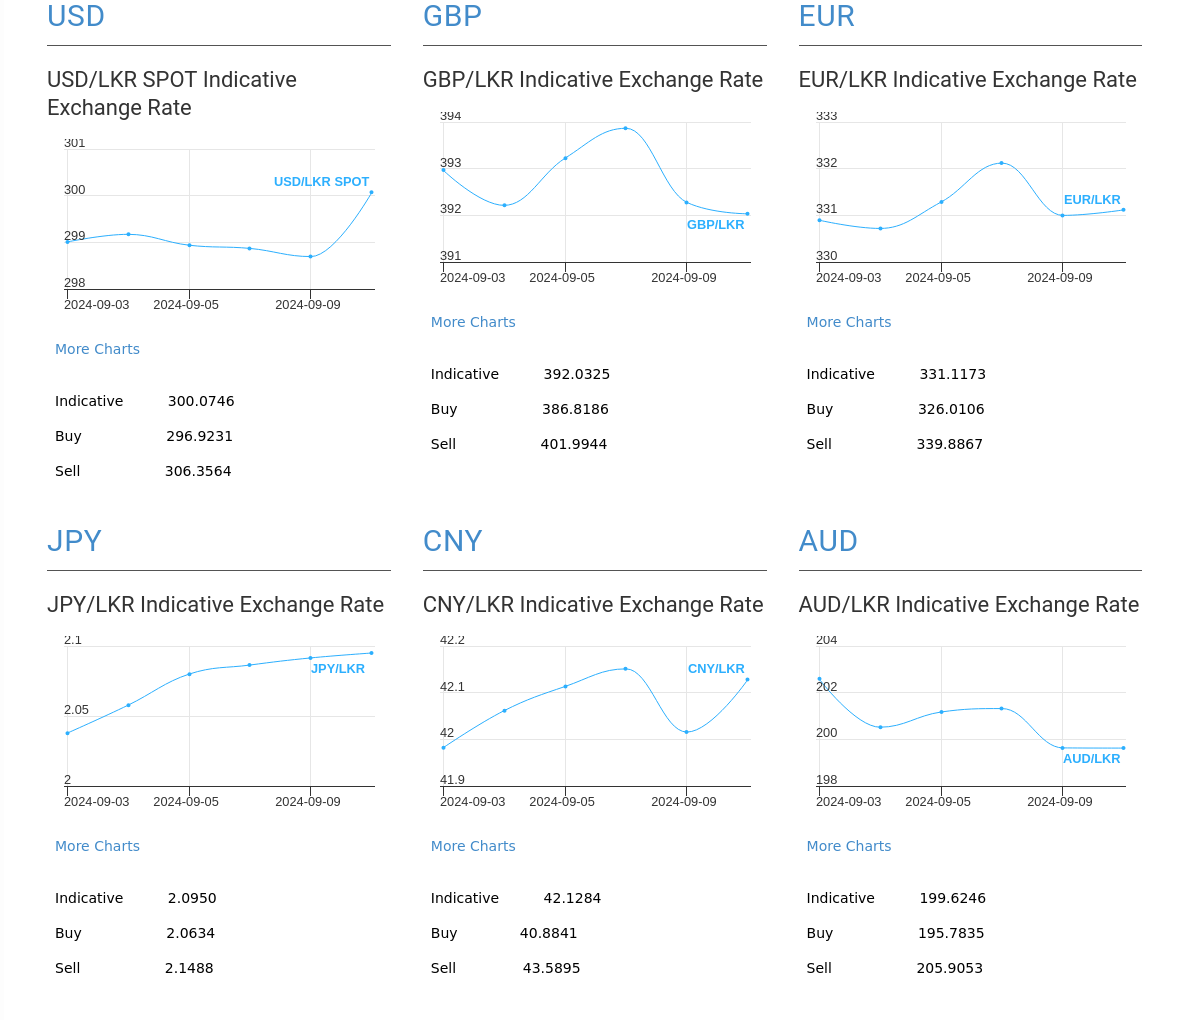 USD
USD/LKR SPOT Indicative
Exchange Rate
301
300
299
298
USD/LKR SPOT
2024-09-03 2024-09-05 2024-09-09
More Charts
Indicative 300.0746
Buy 296.9231
Sell 306.3564
GBP
GBP/LKR Indicative Exchange Rate
394
393
392
391
GBP/LKR
2024-09-03 2024-09-05 2024-09-09
More Charts
Indicative 392.0325
Buy 386.8186
Sell 401.9944
EUR
EUR/LKR Indicative Exchange Rate
333
332
331
330
EUR/LKR
2024-09-03 2024-09-05 2024-09-09
More Charts
Indicative 331.1173
Buy 326.0106
Sell 339.8867
JPY
JPY/LKR Indicative Exchange Rate
2.1
2.05
2
JPY/LKR
2024-09-03 2024-09-05 2024-09-09
More Charts
Indicative 2.0950
Buy 2.0634
Sell 2.1488
CNY
CNY/LKR Indicative Exchange Rate
42.2
42.1
42
41.9
CNY/LKR
2024-09-03 2024-09-05 2024-09-09
More Charts
Indicative 42.1284
Buy 40.8841
Sell 43.5895
AUD
AUD/LKR Indicative Exchange Rate
204
202
200
198
AUD/LKR
2024-09-03 2024-09-05 2024-09-09
More Charts
Indicative 199.6246
Buy 195.7835
Sell 205.9053